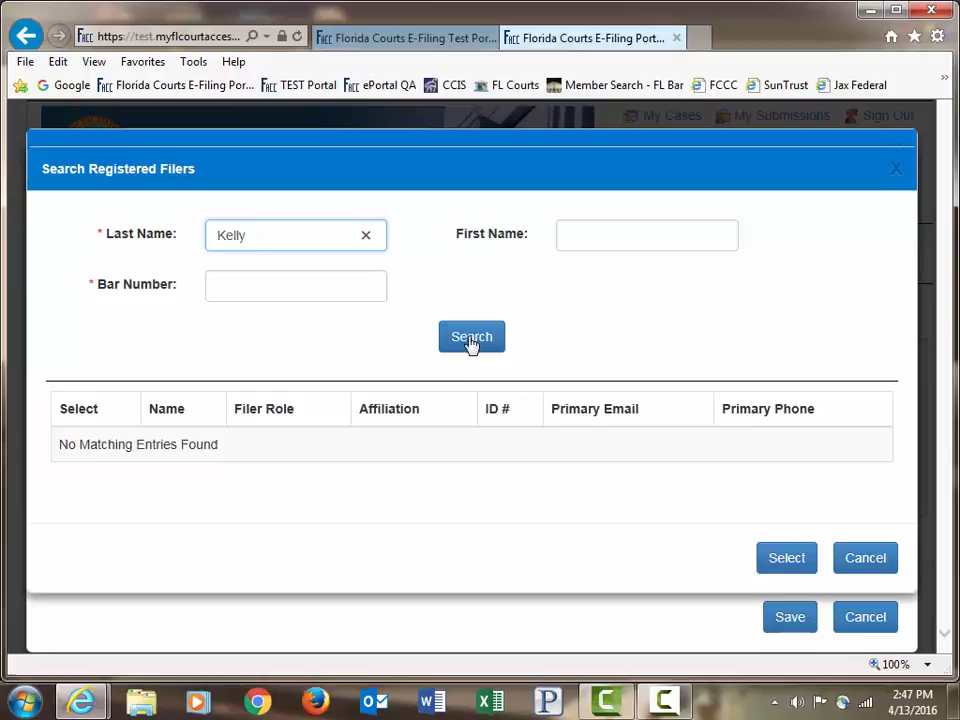 https://test.myflcourtacces...
Florida Courts E-Filing Test Por...
Florida Courts E-Filing Port...
File Edit View Favorites Tools Help
Google Florida Courts E-Filing Por... TEST Portal ePortal QA CCIS FL Courts Member Search - FL Bar FCCC SunTrust Jax Federal
My Cases My Submissions Sign Out
Search Registered Filers X
* Last Name: Kelly First Name:
* Bar Number:
Search
Select Name Filer Role Affiliation ID # Primary Email Primary Phone
No Matching Entries Found
Select Cancel
Save Cancel
100%
2:47 PM
4/13/2016